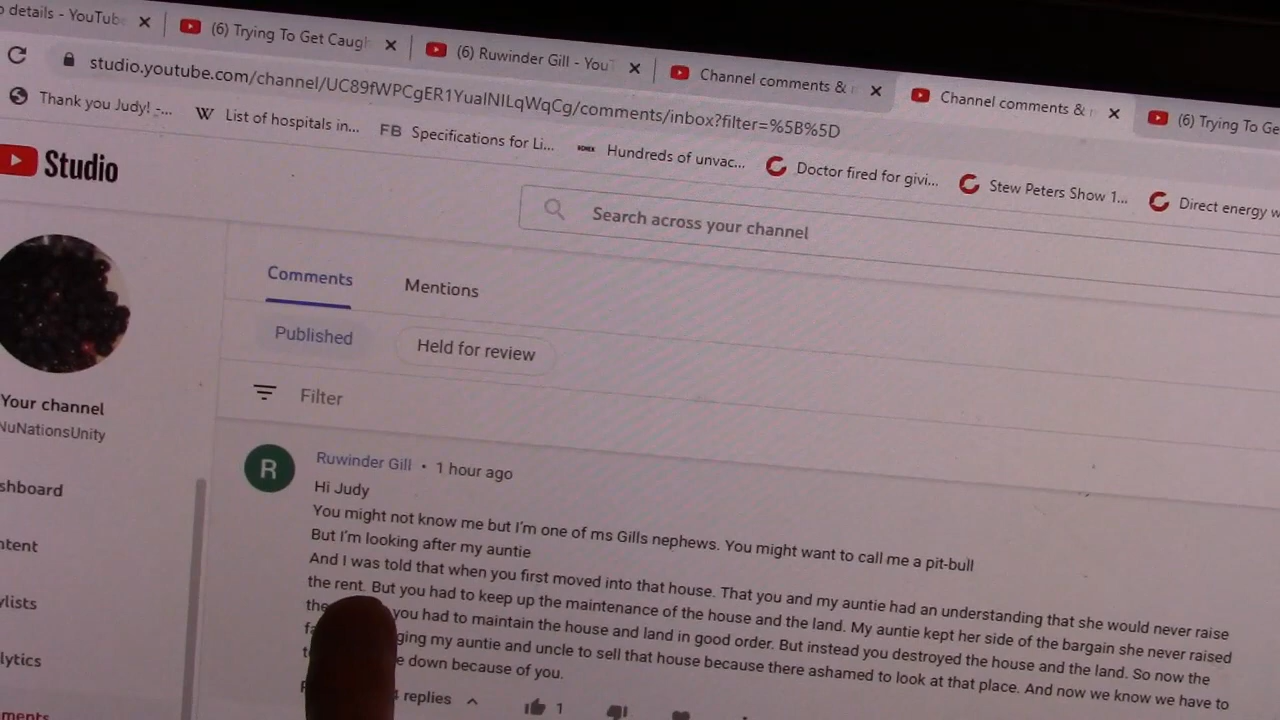 details - YouTube
(6) Trying To Get Caugh
(6) Ruwinder Gill - You
Channel comments &
Channel comments &
(6) Trying To Ge
studio.youtube.com/channel/UC89fWPCgER1YualNILqWqCg/comments/inbox?filter=%5B%5D
Thank you Judy! -...
List of hospitals in...
FB Specifications for Li...
Hundreds of unvac...
Doctor fired for givi...
Stew Peters Show 1...
Direct energy w
Studio
Search across your channel
Comments
Mentions
Published
Held for review
Filter
Your channel
NuNationsUnity
shboard
ntent
ylists
lytics
ments
R
Ruwinder Gill • 1 hour ago
Hi Judy
You might not know me but I'm one of ms Gills nephews. You might want to call me a pit-bull
But I'm looking after my auntie
And I was told that when you first moved into that house. That you and my auntie had an understanding that she would never raise
the rent. But you had to keep up the maintenance of the house and the land. My auntie kept her side of the bargain she never raised
the you had to maintain the house and land in good order. But instead you destroyed the house and the land. So now the
ging my auntie and uncle to sell that house because there ashamed to look at that place. And now we know we have to
e down because of you.
replies
1